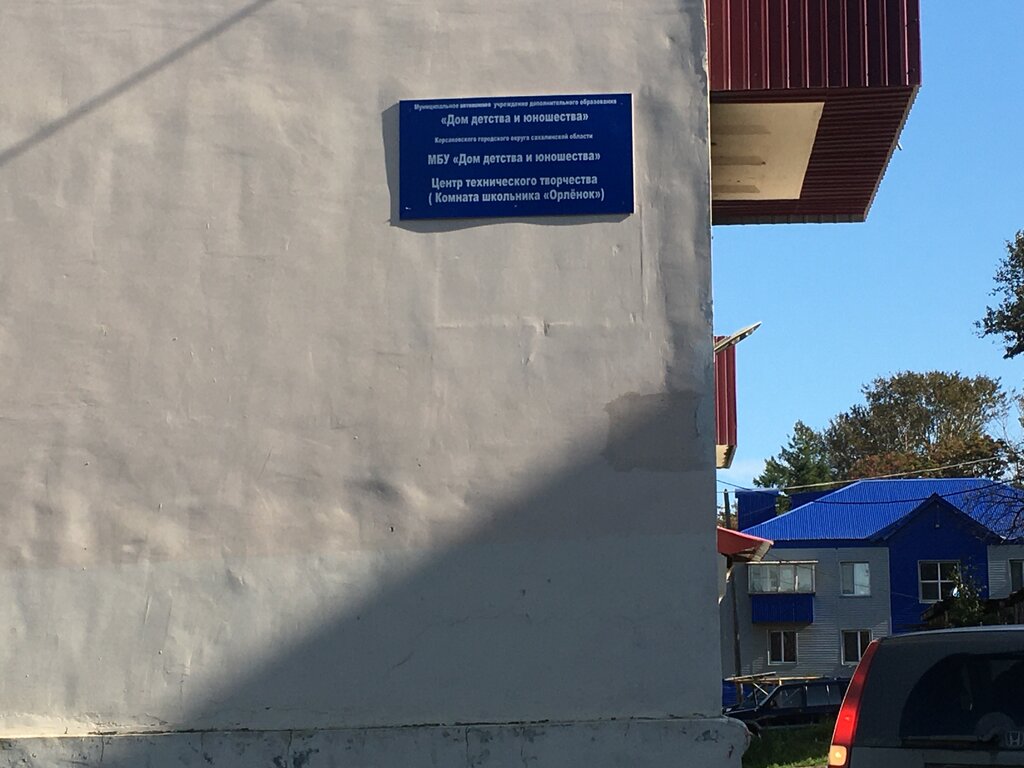 Муниципальное автономное учреждение дополнительного образования
«Дом детства и юношества»
Корсаковского городского округа сахалинской области
МБУ «Дом детства и юношества»
Центр технического творчества
( Комната школьника «Орлёнок»)